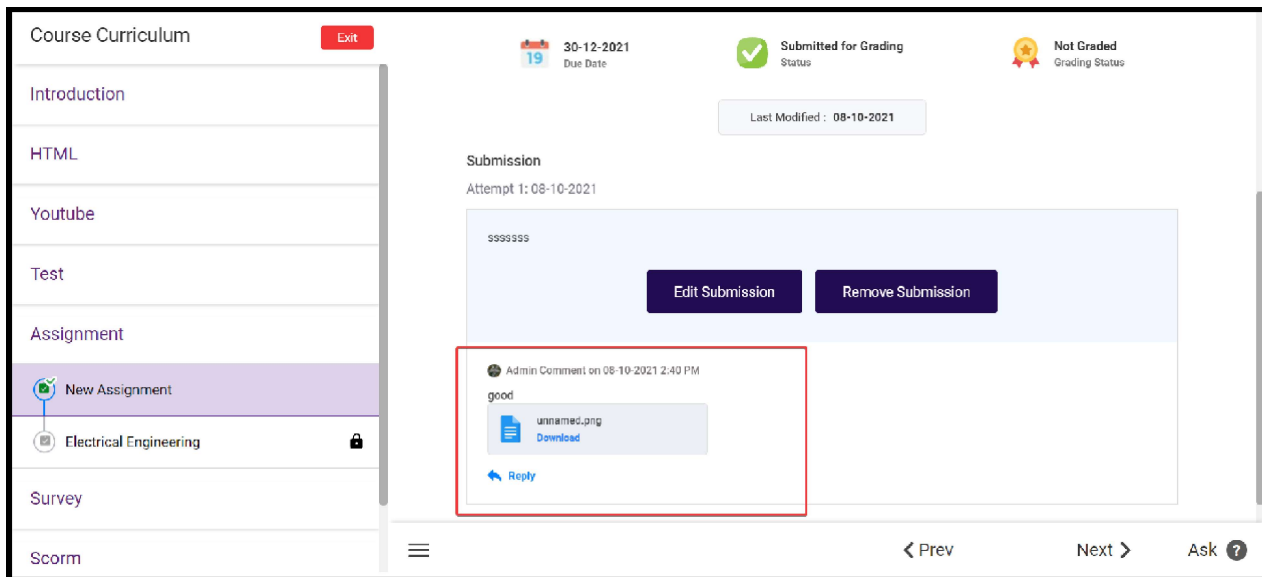 Course Curriculum
Exit
Introduction
HTML
Youtube
Test
Assignment
New Assignment
Electrical Engineering
Survey
Scorm
19
30-12-2021
Due Date
Submitted for Grading
Status
Not Graded
Grading Status
Last Modified : 08-10-2021
Submission
Attempt 1: 08-10-2021
sssssss
Edit Submission
Remove Submission
Admin Comment on 08-10-2021 2:40 PM
good
unnamed.png
Download
Reply
Prev
Next
Ask ?